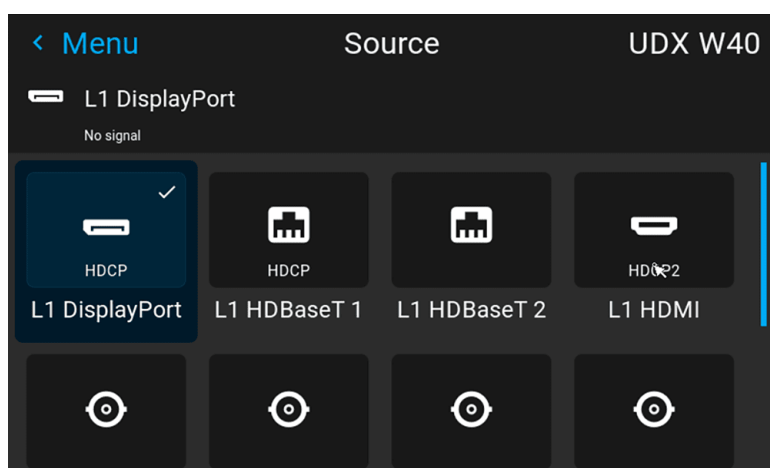 Menu
Source
UDX W40
L1 DisplayPort
No signal
HDCP
HDCP
HDCP2
L1 DisplayPort
L1 HDBaseT 1
L1 HDBaseT 2
L1 HDMI